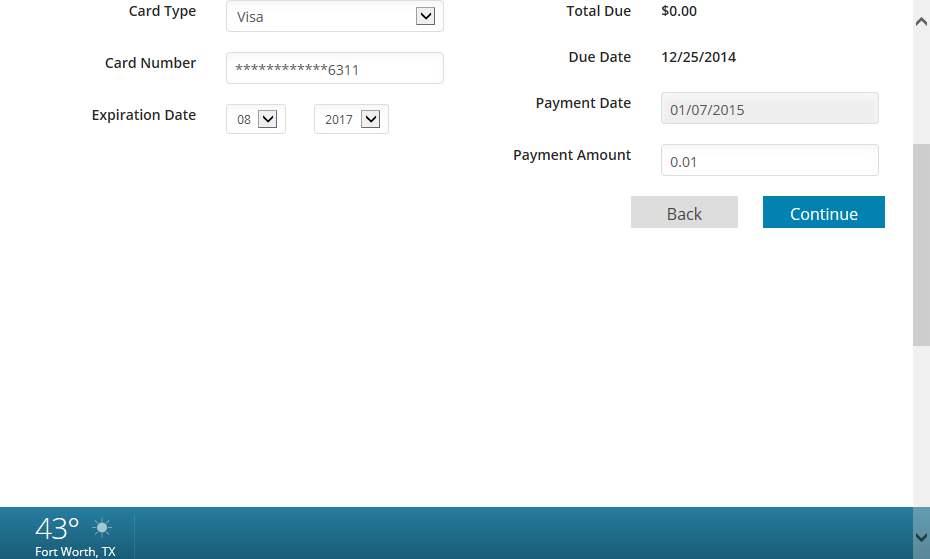 Card Type Visa
Card Number ************6311
Expiration Date 08 2017
Total Due $0.00
Due Date 12/25/2014
Payment Date 01/07/2015
Payment Amount 0.01
Back Continue
43°
Fort Worth, TX